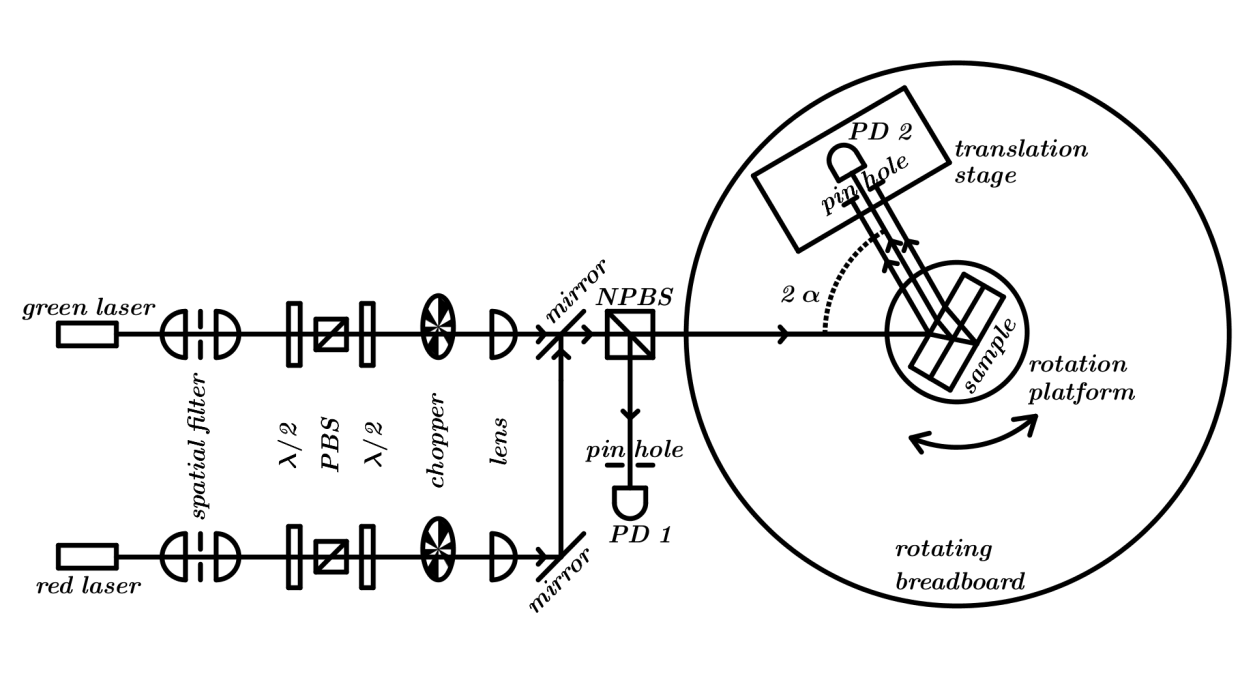 green laser
spatial filter
λ/2
PBS
λ/2
chopper
lens
mirror
NPBS
pin hole
PD 1
red laser
mirror
2 α
PD 2
pin hole
translation
stage
sample
rotation
platform
rotating
breadboard